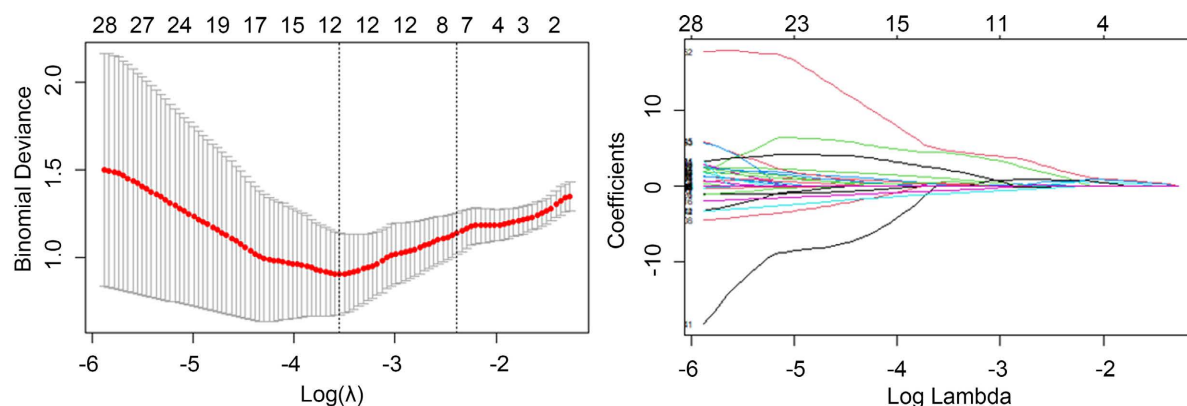 28 27 24 19 17 15 12 12 12 8 7 4 3 2
Binomial Deviance
2.0
1.5
1.0
-6 -5 -4 -3 -2
Log(λ)
28 23 15 11 4
Coefficients
10
0
-10
-6 -5 -4 -3 -2
Log Lambda